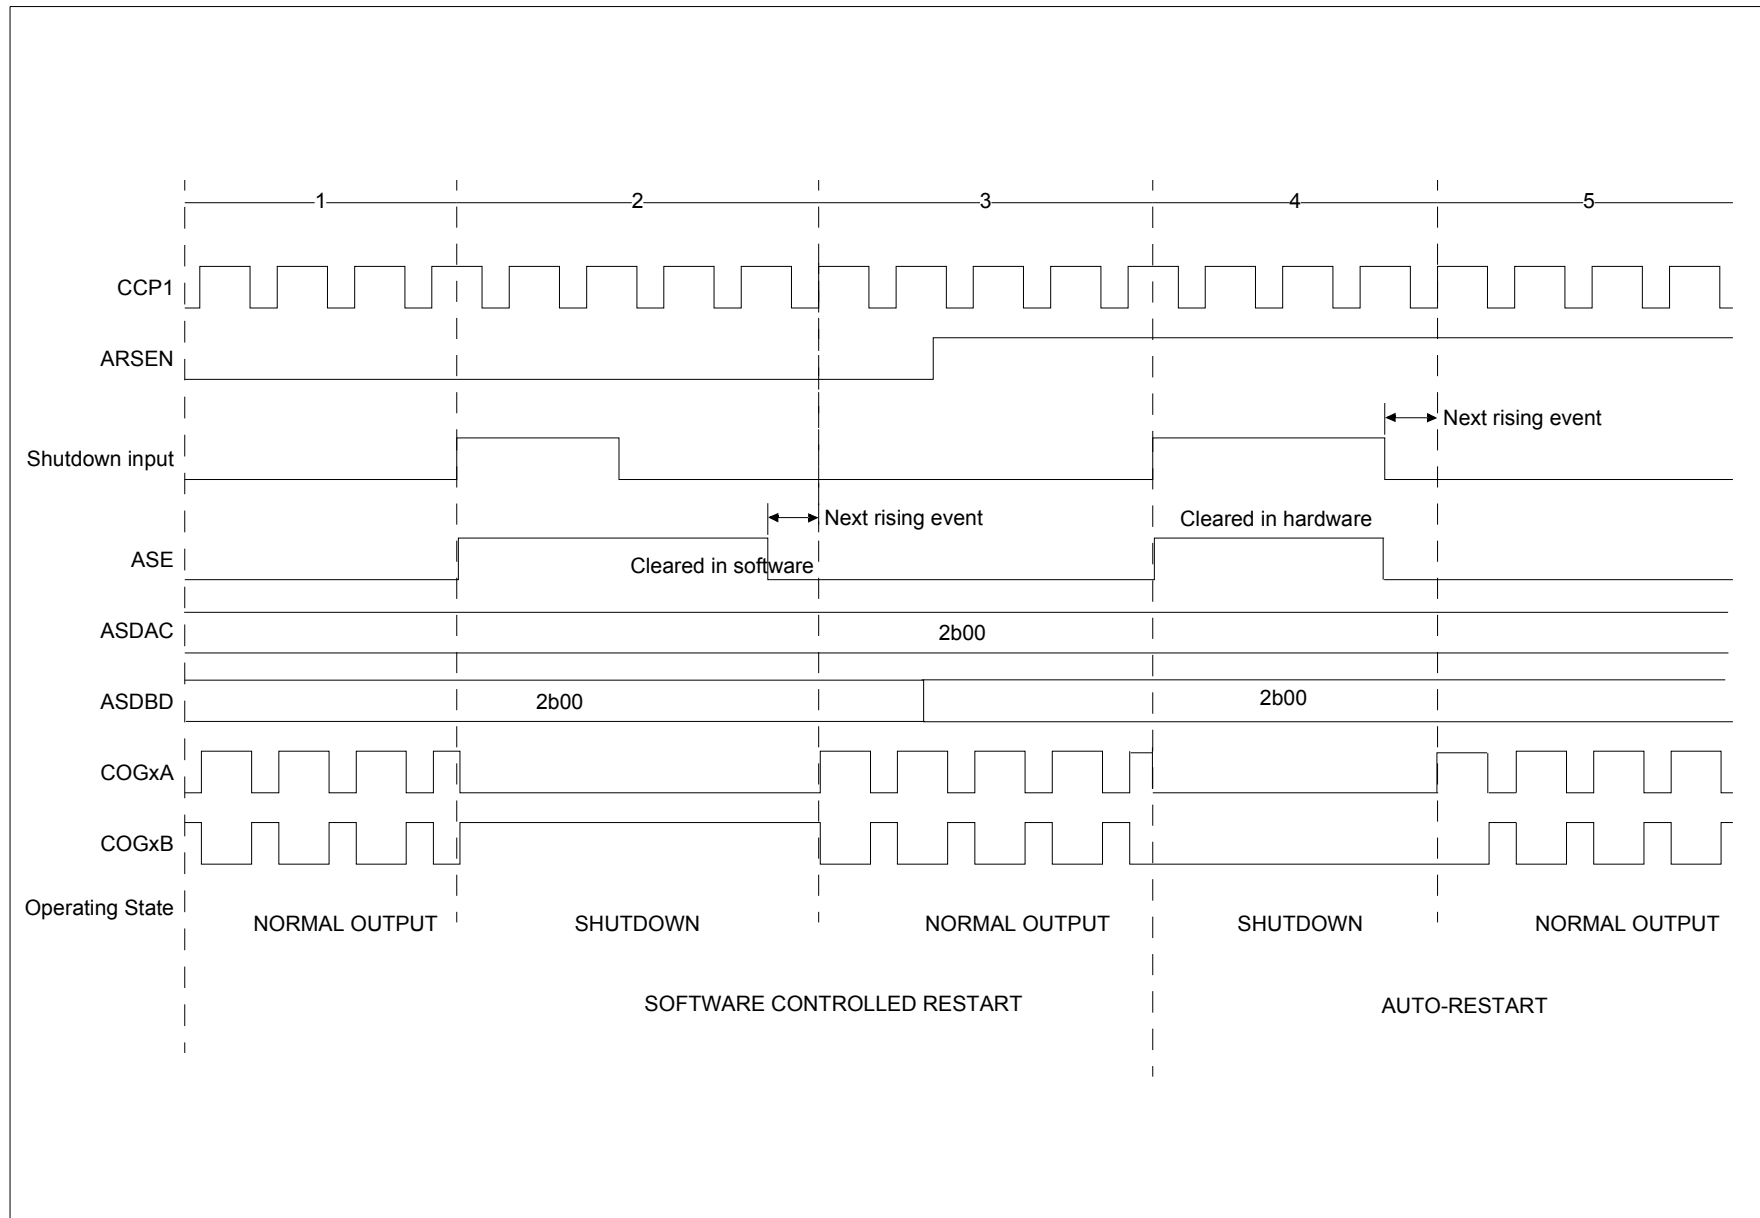 1 2 3 4 5
CCP1
ARSEN
Next rising event
Shutdown input
Next rising event Cleared in hardware
ASE
Cleared in software
ASDAC 2b00
ASDBD 2b00 2b00
COGxA
COGxB
Operating State
NORMAL OUTPUT SHUTDOWN NORMAL OUTPUT SHUTDOWN NORMAL OUTPUT
SOFTWARE CONTROLLED RESTART AUTO-RESTART